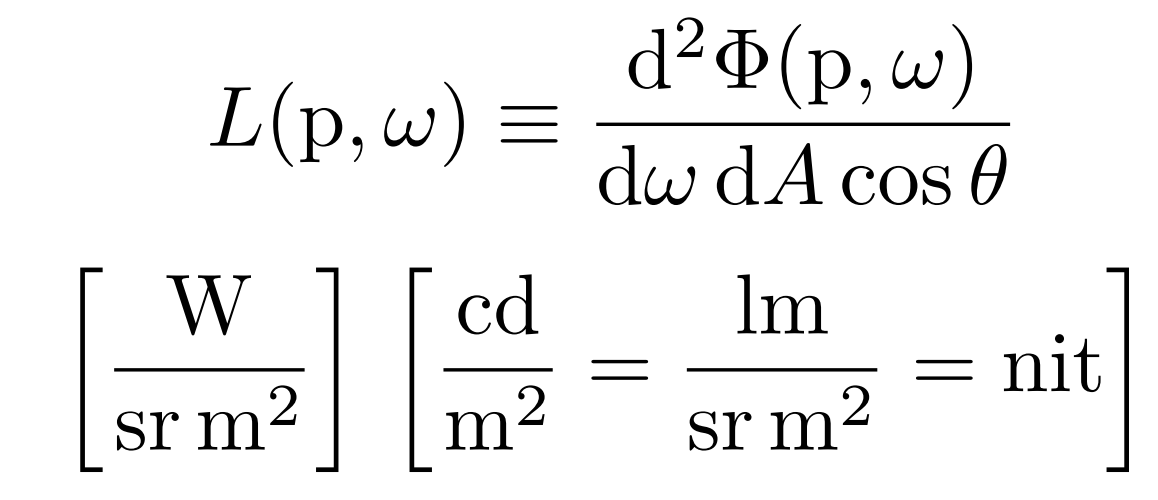 L(p, ω) ≡ d²Φ(p, ω) / dω dA cos θ
[W / sr m²] [cd / m² = lm / sr m² = nit]